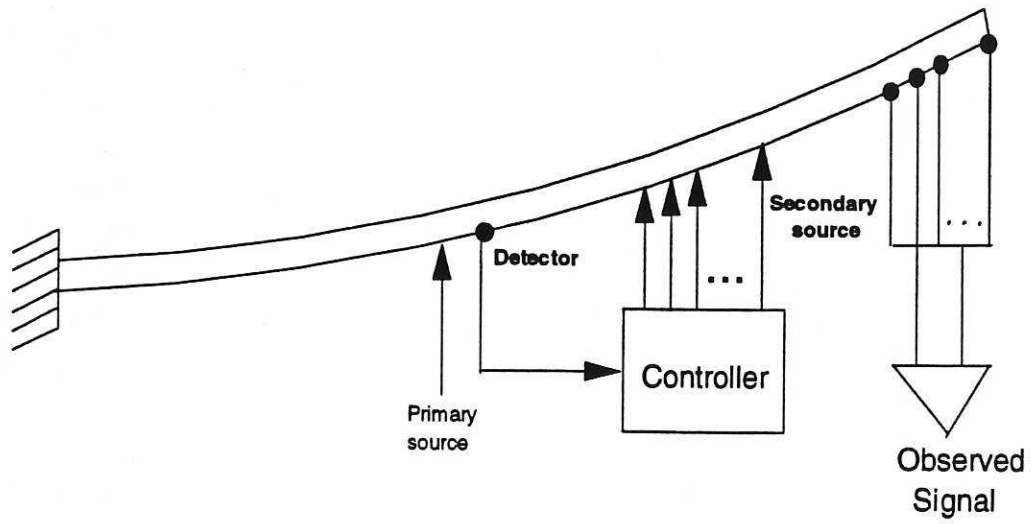 Detector
Secondary
source
Controller
Primary
source
Observed
Signal